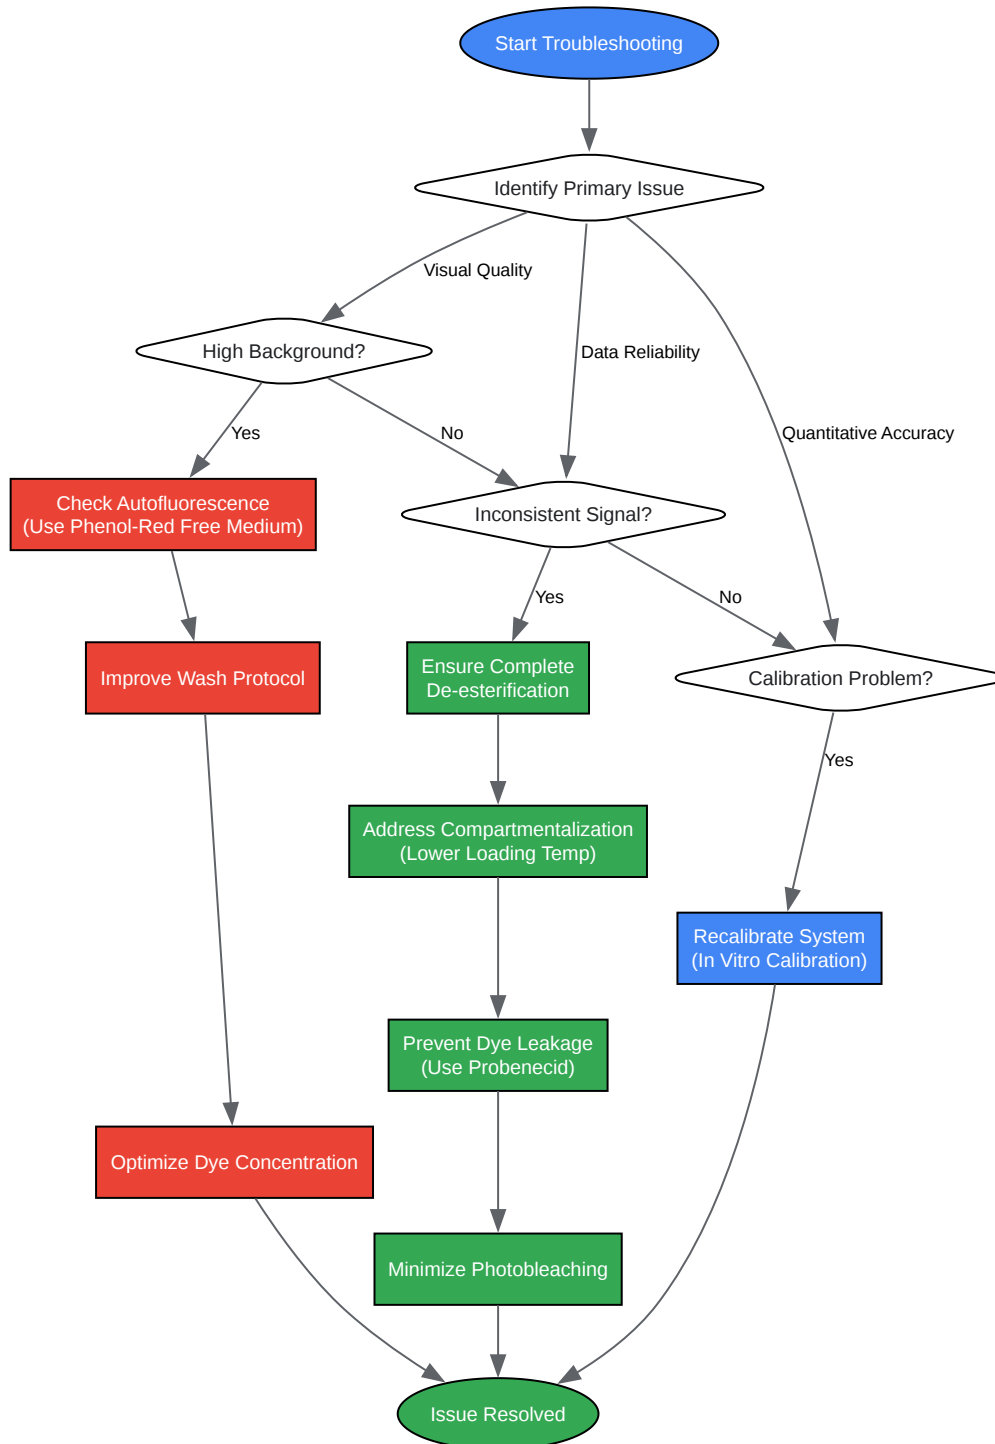 Start Troubleshooting
Identify Primary Issue
Visual Quality
High Background?
Data Reliability
Quantitative Accuracy
Yes
No
Check Autofluorescence
(Use Phenol-Red Free Medium)
Inconsistent Signal?
Yes
No
Improve Wash Protocol
Ensure Complete
De-esterification
Calibration Problem?
Yes
Address Compartmentalization
(Lower Loading Temp)
Recalibrate System
(In Vitro Calibration)
Prevent Dye Leakage
(Use Probenecid)
Optimize Dye Concentration
Minimize Photobleaching
Issue Resolved